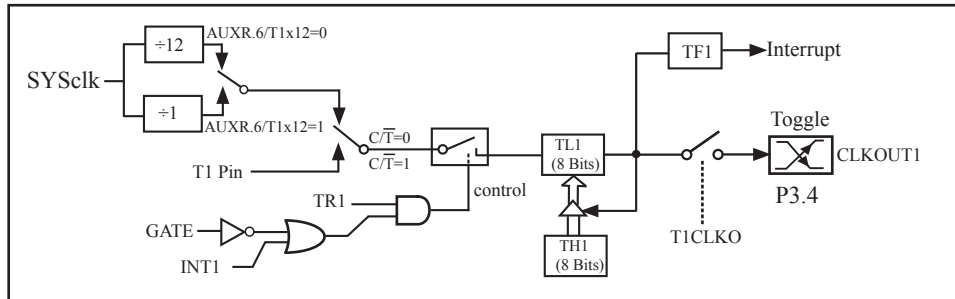 AUXR.6/T1x12=0
÷12
SYSclk
÷1
AUXR.6/T1x12=1
C/T̅=0
C/T̅=1
T1 Pin
TR1
control
GATE
INT1
TL1
(8 Bits)
TH1
(8 Bits)
TF1
Interrupt
Toggle
CLKOUT1
P3.4
T1CLKO